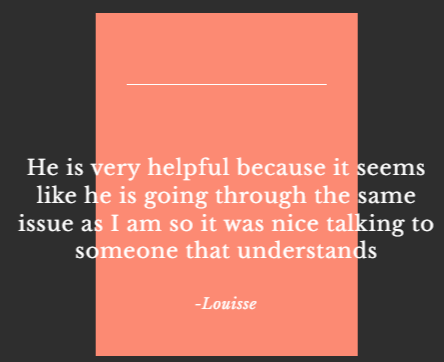 He is very helpful because it seems
like he is going through the same
issue as I am so it was nice talking to
someone that understands
-Louisse